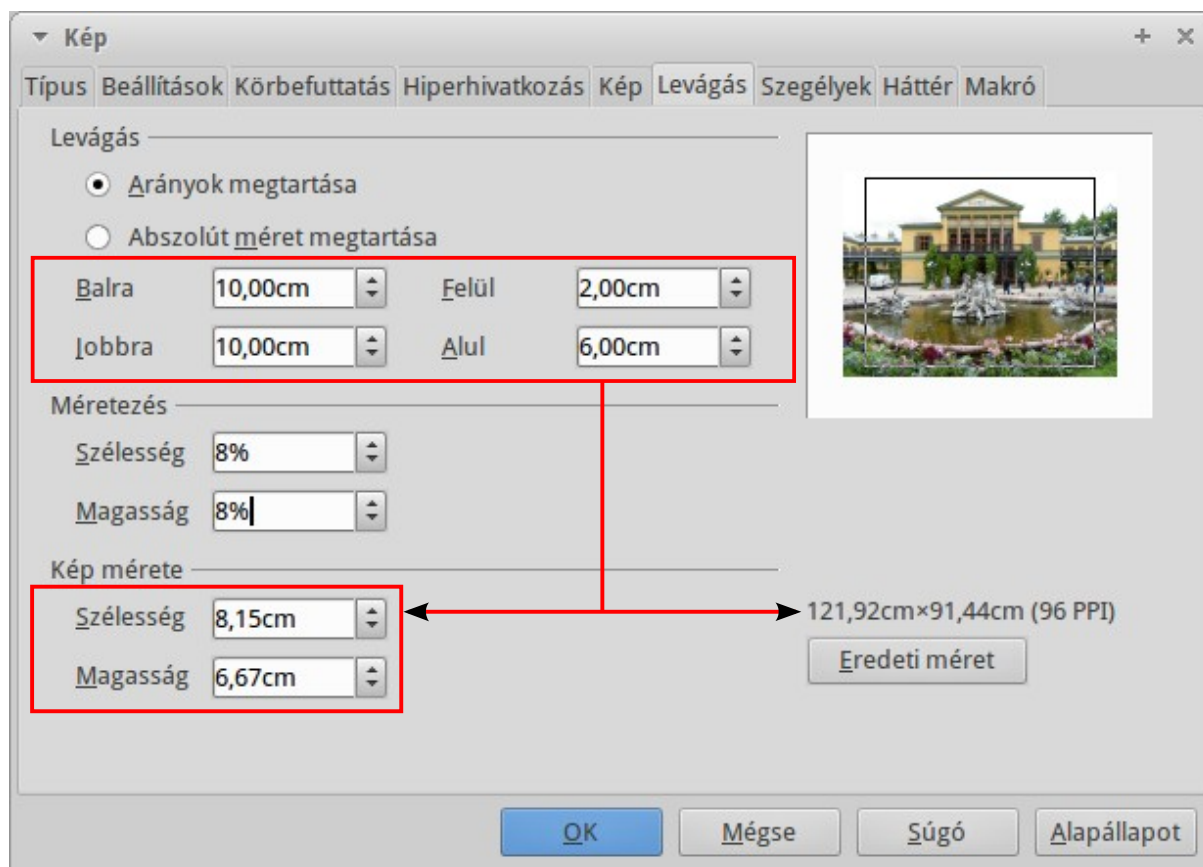 Kép
Típus Beállítások Körbefuttatás Hiperhivatkozás Kép Levágás Szegélyek Háttér Makró
Levágás
Arányok megtartása
Abszolút méret megtartása
Balra 10,00cm Felül 2,00cm
Jobbra 10,00cm Alul 6,00cm
Méretezés
Szélesség 8%
Magasság 8%
Kép mérete
Szélesség 8,15cm 121,92cm×91,44cm (96 PPI)
Magasság 6,67cm Eredeti méret
OK Mégse Súgó Alapállapot